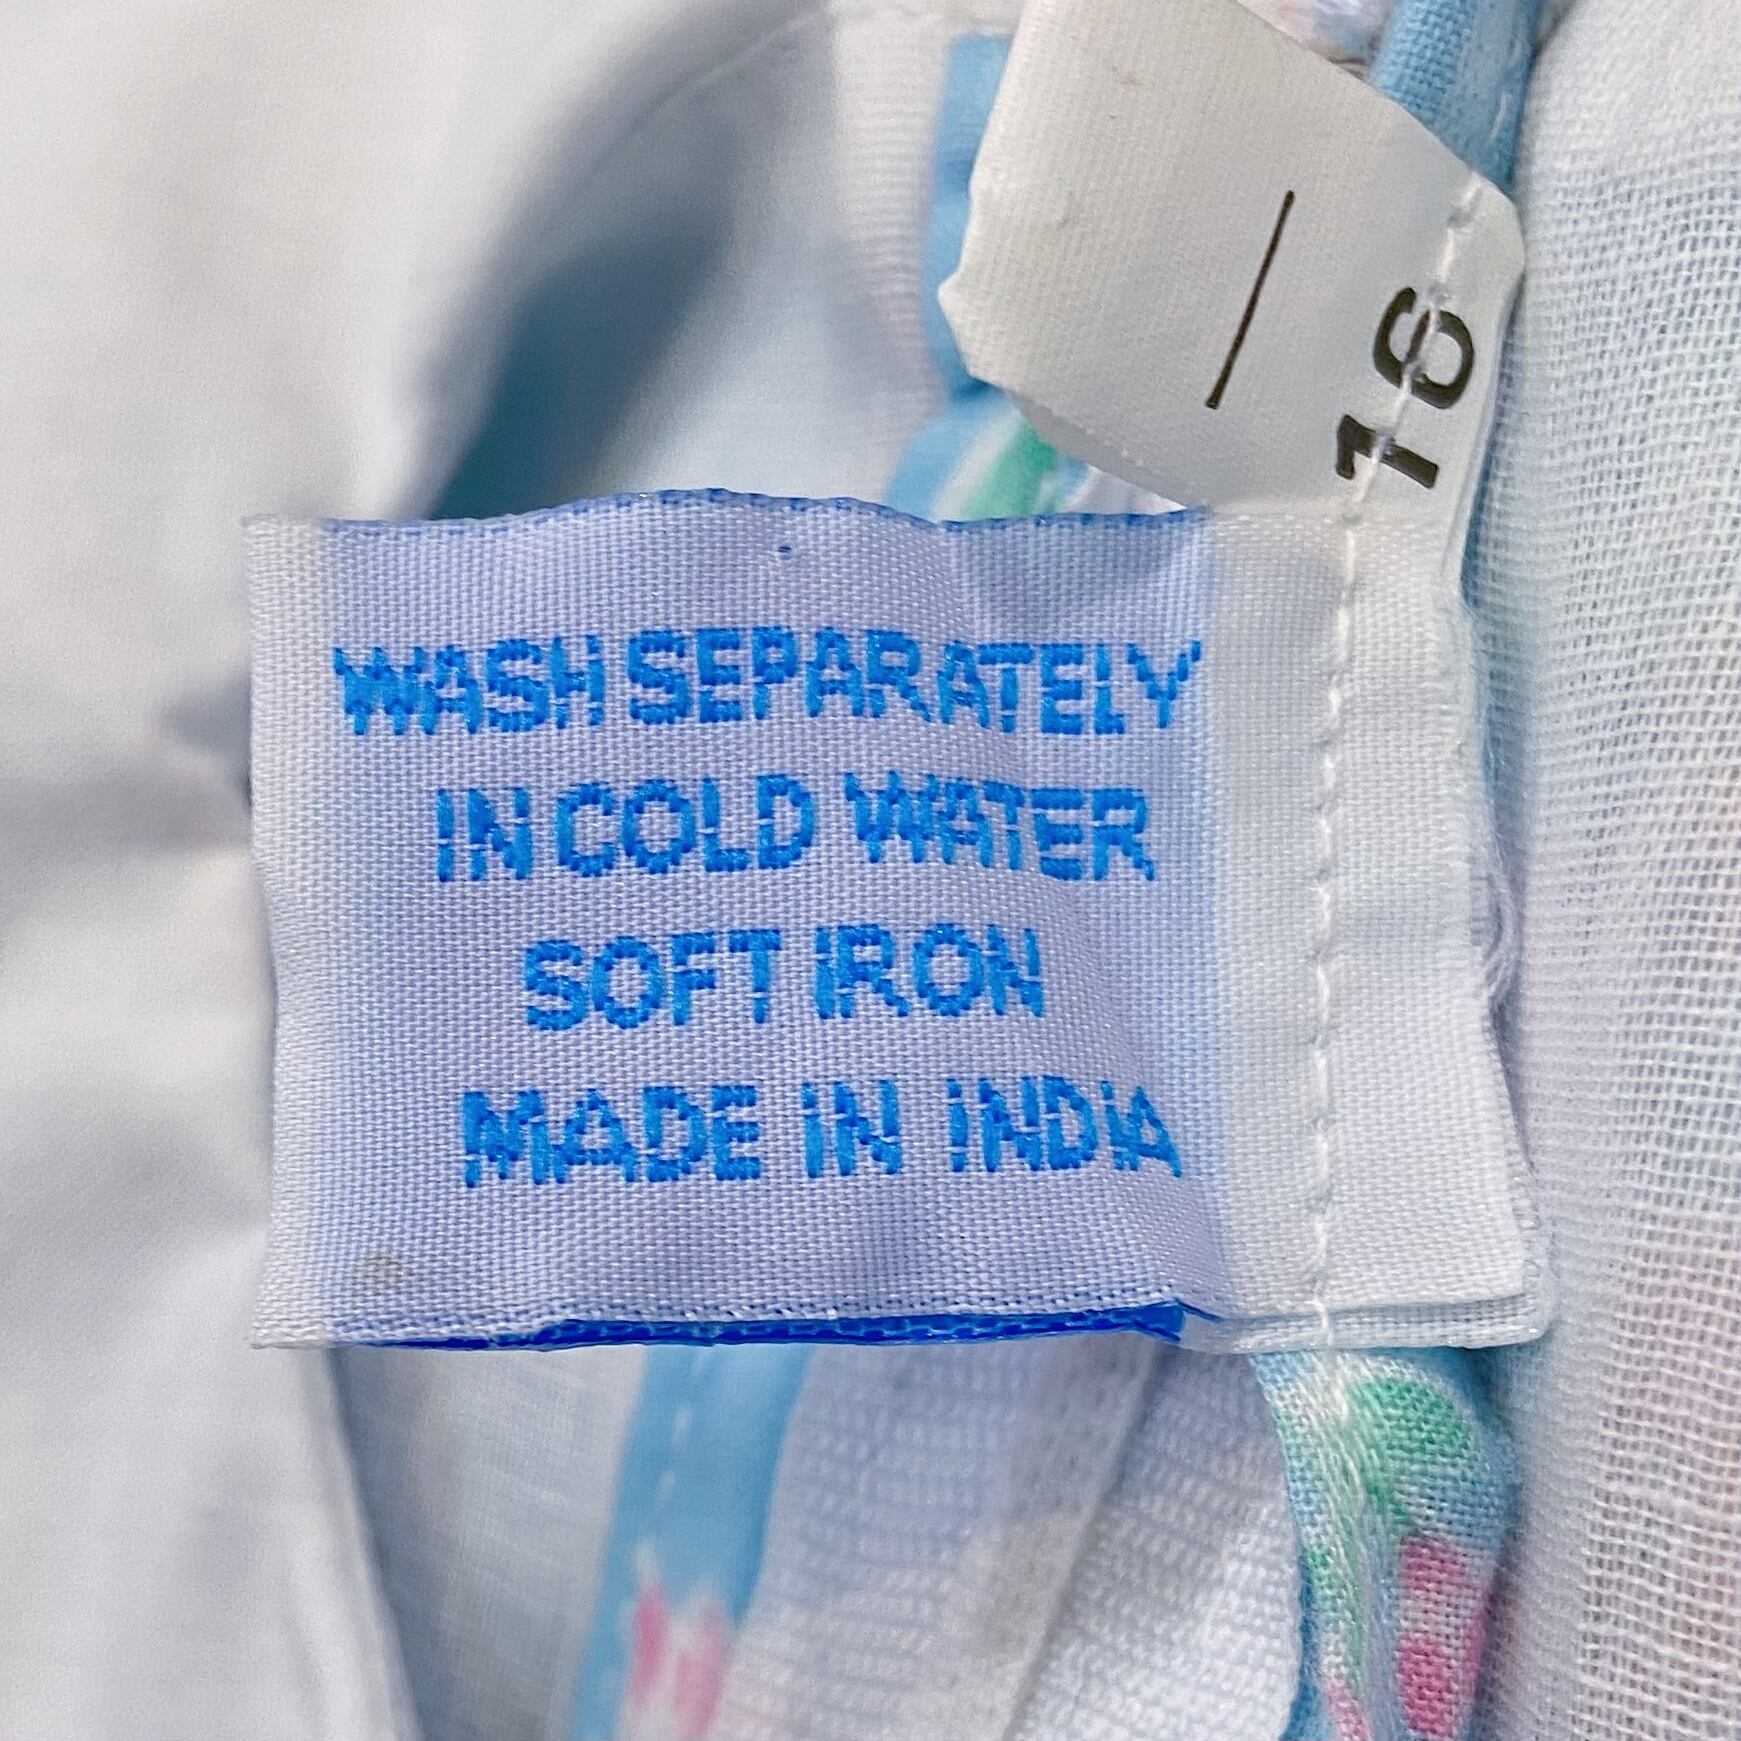 16
WASH SEPARATELY
IN COLD WATER
SOFT IRON
MADE IN INDIA